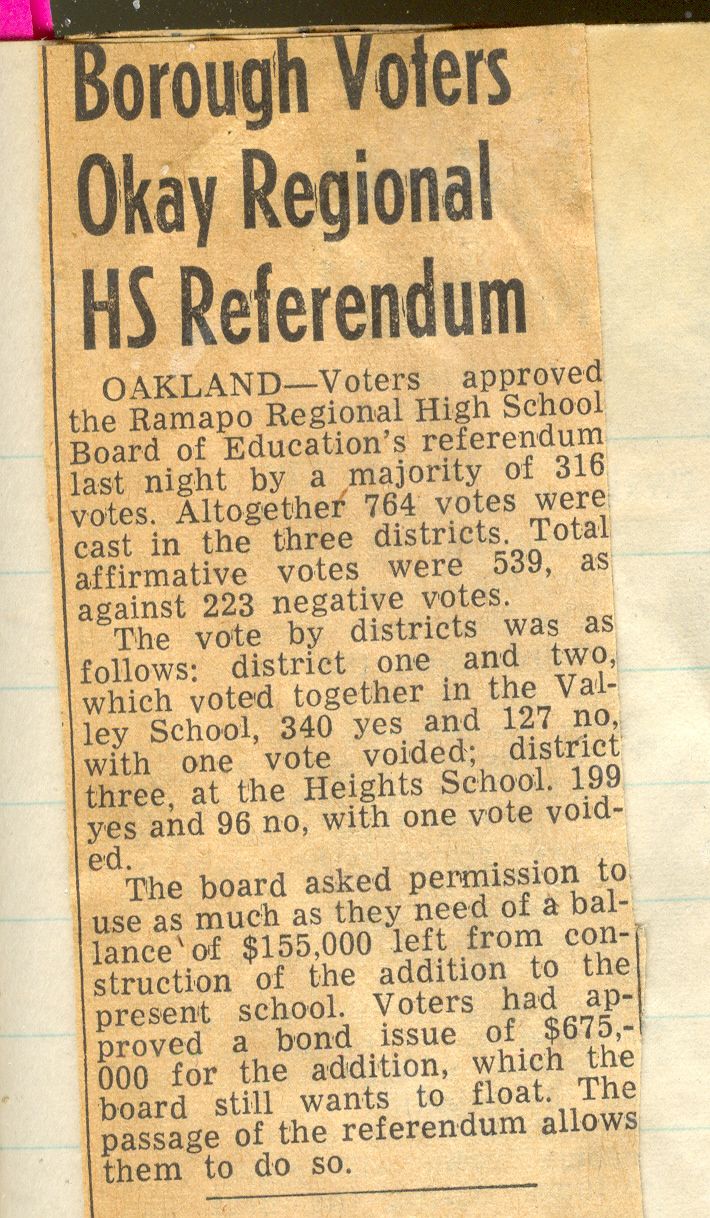 Borough Voters
Okay Regional
HS Referendum
OAKLAND—Voters approved
the Ramapo Regional High School
Board of Education's referendum
last night by a majority of 316
votes. Altogether 764 votes were
cast in the three districts. Total
affirmative votes were 539, as
against 223 negative votes.
The vote by districts was as
follows: district one and two,
which voted together in the Val-
ley School, 340 yes and 127 no,
with one vote voided; district
three, at the Heights School. 199
yes and 96 no, with one vote void-
ed.
The board asked permission to
use as much as they need of a bal-
lance of $155,000 left from con-
struction of the addition to the
present school. Voters had ap-
proved a bond issue of $675,-
000 for the addition, which the
board still wants to float. The
passage of the referendum allows
them to do so.